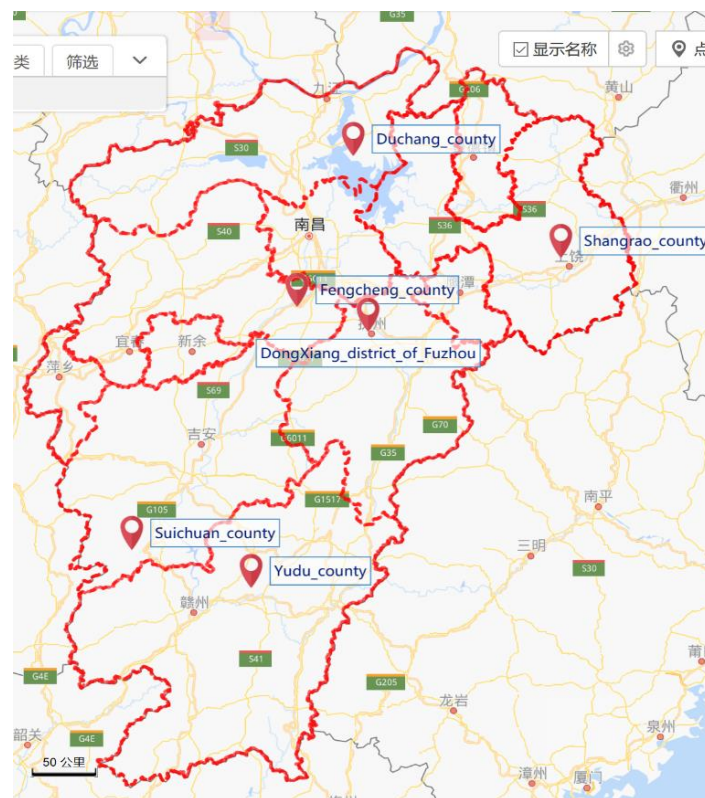 G35
类 筛选
显示名称
点
九江
G206
黄山
Duchang_county
S30
衢州
S36
S40
南昌
S36
Shangrao_county
上饶
Fengcheng_county
潭
州
宜春
新余
DongXiang_district_of_Fuzhou
萍乡
S69
G70
吉安
G6011
G35
G1517
南平
G105
Suichuan_county
三明
Yudu_county
S30
赣州
S41
G4E
G205
龙岩
韶关
G4E
泉州
50 公里
漳州
厦门